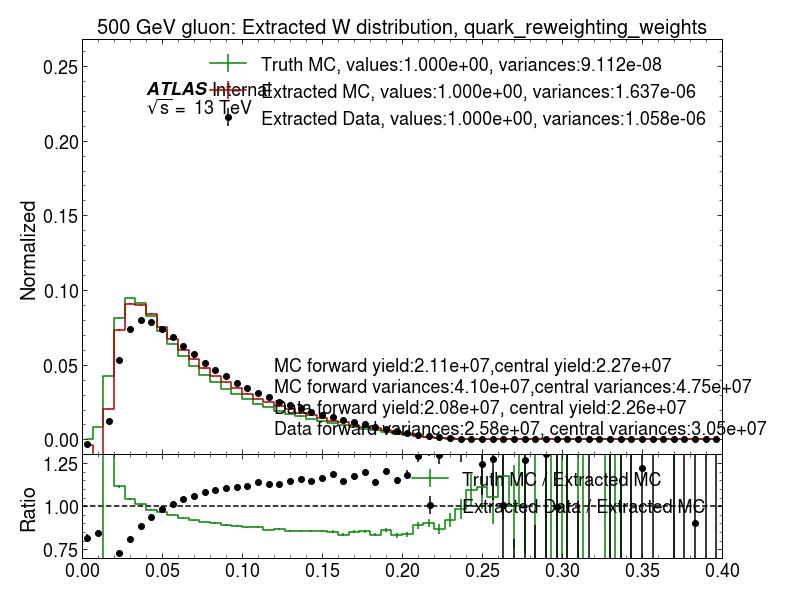 500 GeV gluon: Extracted W distribution, quark_reweighting_weights
Truth MC, values:1.000e+00, variances:9.112e-08
ATLAS Internal
Extracted MC, values:1.000e+00, variances:1.637e-06
√s = 13 TeV
Extracted Data, values:1.000e+00, variances:1.058e-06
Normalized
0.25
0.20
0.15
0.10
0.05
0.00
MC forward yield:2.11e+07,central yield:2.27e+07
MC forward variances:4.10e+07,central variances:4.75e+07
Data forward yield:2.08e+07, central yield:2.26e+07
Data forward variances:2.58e+07, central variances:3.05e+07
Ratio
1.25
1.00
0.75
Truth MC / Extracted MC
Extracted Data / Extracted MC
0.00 0.05 0.10 0.15 0.20 0.25 0.30 0.35 0.40